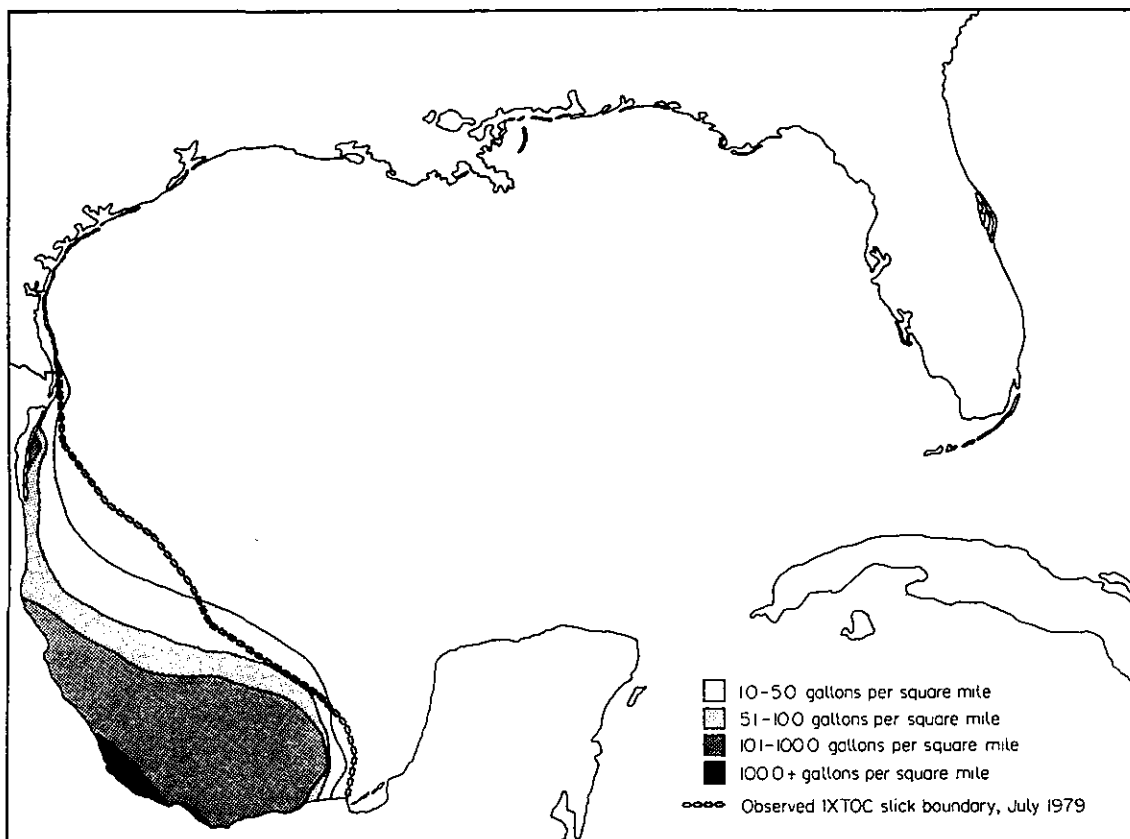 10-50 gallons per square mile
51-100 gallons per square mile
101-1000 gallons per square mile
1000+ gallons per square mile
Observed IXTOC slick boundary, July 1979